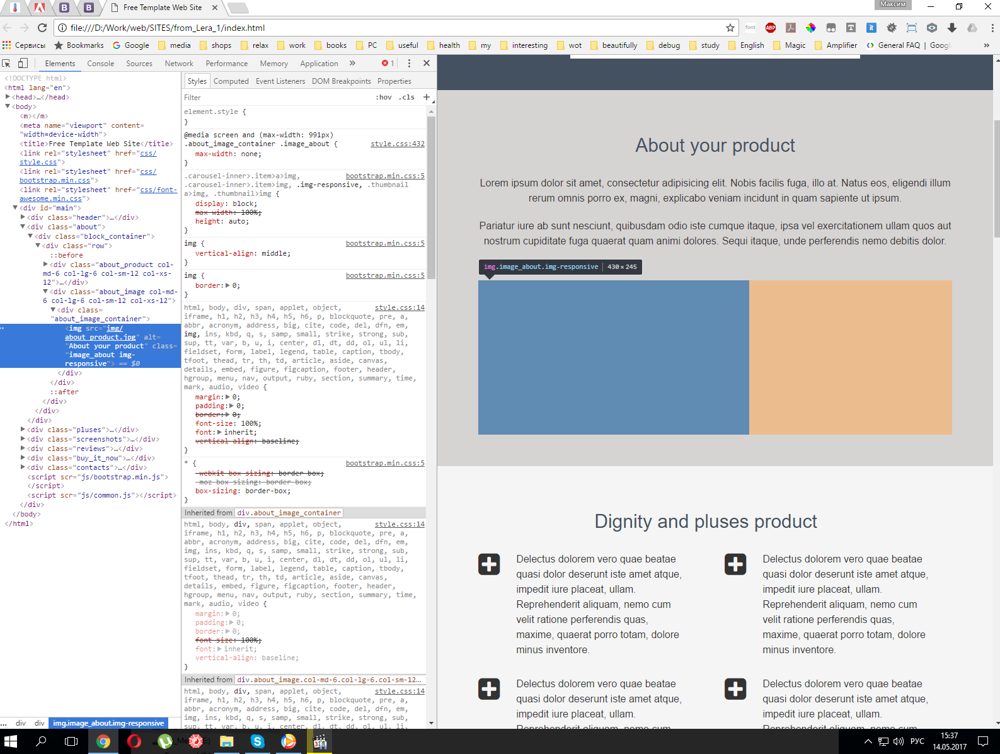 Free Template Web Site
Максим
file:///D:/Work/web/SITES/from_Lera_1/index.html
font
ABP
Сервисы
Bookmarks
Google
media
shops
relax
work
books
PC
useful
health
my
interesting
wot
beautifully
debug
study
English
Magic
Amplifier
General FAQ | Googl
Elements
Console
Sources
Network
Performance
Memory
Application
1
<!DOCTYPE html>
<html lang="en">
<head>…</head>
<body>
<m></m>
<meta name="viewport" content=
"width=device-width">
<title>Free Template Web Site</title>
<link rel="stylesheet" href="css/
style.css">
<link rel="stylesheet" href="css/
bootstrap.min.css">
<link rel="stylesheet" href="css/font-
awesome.min.css">
<div id="main">
<div class="header">…</div>
<div class="about">
<div class="block_container">
<div class="row">
::before
<div class="about_product col-
md-6 col-lg-6 col-sm-12 col-xs-
12">…</div>
<div class="about_image col-md-
6 col-lg-6 col-sm-12 col-xs-12">
<div class=
"about_image_container">
<img src="img/
about_product.jpg" alt=
"About your product" class=
"image_about img-
responsive"> == $0
</div>
</div>
::after
</div>
</div>
</div>
<div class="pluses">…</div>
<div class="screenshots">…</div>
<div class="reviews">…</div>
<div class="buy_it_now">…</div>
<div class="contacts">…</div>
<script scr="js/bootstrap.min.js">
</script>
<script scr="js/common.js"></script>
</div>
</body>
</html>
... div div img.image_about.img-responsive
Styles
Computed
Event Listeners
DOM Breakpoints
Properties
Filter
:hov .cls +
element.style {
}
@media screen and (max-width: 991px)
.about_image_container .image_about { style.css:432
max-width: none;
}
.carousel-inner>.item>a>img, bootstrap.min.css:5
.carousel-inner>.item>img, .img-responsive, .thumbnail
a>img, .thumbnail>img {
display: block;
max-width: 100%;
height: auto;
}
img { bootstrap.min.css:5
vertical-align: middle;
}
img { bootstrap.min.css:5
border: 0;
}
html, body, div, span, applet, object, style.css:14
iframe, h1, h2, h3, h4, h5, h6, p, blockquote, pre, a,
abbr, acronym, address, big, cite, code, del, dfn, em,
img, ins, kbd, q, s, samp, small, strike, strong, sub,
sup, tt, var, b, u, i, center, dl, dt, dd, ol, ul, li,
fieldset, form, label, legend, table, caption, tbody,
tfoot, thead, tr, th, td, article, aside, canvas,
details, embed, figure, figcaption, footer, header,
hgroup, menu, nav, output, ruby, section, summary, time,
mark, audio, video {
margin: 0;
padding: 0;
border: 0;
font-size: 100%;
font: inherit;
vertical-align: baseline;
}
* { bootstrap.min.css:5
-webkit-box-sizing: border-box;
-moz-box-sizing: border-box;
box-sizing: border-box;
}
Inherited from div.about_image_container
html, body, div, span, applet, object, style.css:14
iframe, h1, h2, h3, h4, h5, h6, p, blockquote, pre, a,
abbr, acronym, address, big, cite, code, del, dfn, em,
img, ins, kbd, q, s, samp, small, strike, strong, sub,
sup, tt, var, b, u, i, center, dl, dt, dd, ol, ul, li,
fieldset, form, label, legend, table, caption, tbody,
tfoot, thead, tr, th, td, article, aside, canvas,
details, embed, figure, figcaption, footer, header,
hgroup, menu, nav, output, ruby, section, summary, time,
mark, audio, video {
margin: 0;
padding: 0;
border: 0;
font-size: 100%;
font: inherit;
vertical-align: baseline;
}
Inherited from div.about_image.col-md-6.col-lg-6.col-sm-12...
html, body, div, span, applet, object, style.css:14
iframe, h1, h2, h3, h4, h5, h6, p, blockquote, pre, a,
abbr, acronym, address, big, cite, code, del, dfn, em,
img, ins, kbd, q, s, samp, small, strike, strong, sub,
sup, tt, var, b, u, i, center, dl, dt, dd, ol, ul, li,
About your product
Lorem ipsum dolor sit amet, consectetur adipisicing elit. Nobis facilis fuga, illo at. Natus eos, eligendi illum
rerum omnis porro ex, magni, explicabo veniam incidunt in quam sapiente ut ipsum.
Pariatur iure ab sunt nesciunt, quibusdam odio iste cumque itaque, ipsa vel exercitationem ullam quos aut
nostrum cupiditate fuga quaerat quam animi dolores. Sequi itaque, unde perferendis nemo debitis dolor.
img.image_about.img-responsive | 430 × 245
Dignity and pluses product
Delectus dolorem vero quae beatae
quasi dolor deserunt iste amet atque,
impedit iure placeat, ullam.
Reprehenderit aliquam, nemo cum
velit ratione perferendis quas,
maxime, quaerat porro totam, dolore
minus inventore.
Delectus dolorem vero quae beatae
quasi dolor deserunt iste amet atque,
impedit iure placeat, ullam.
Reprehenderit aliquam, nemo cum
velit ratione perferendis quas,
maxime, quaerat porro totam, dolore
minus inventore.
Delectus dolorem vero quae beatae
quasi dolor deserunt iste amet atque,
impedit iure placeat, ullam.
Delectus dolorem vero quae beatae
quasi dolor deserunt iste amet atque,
impedit iure placeat, ullam.
РУС
15:37
14.05.2017